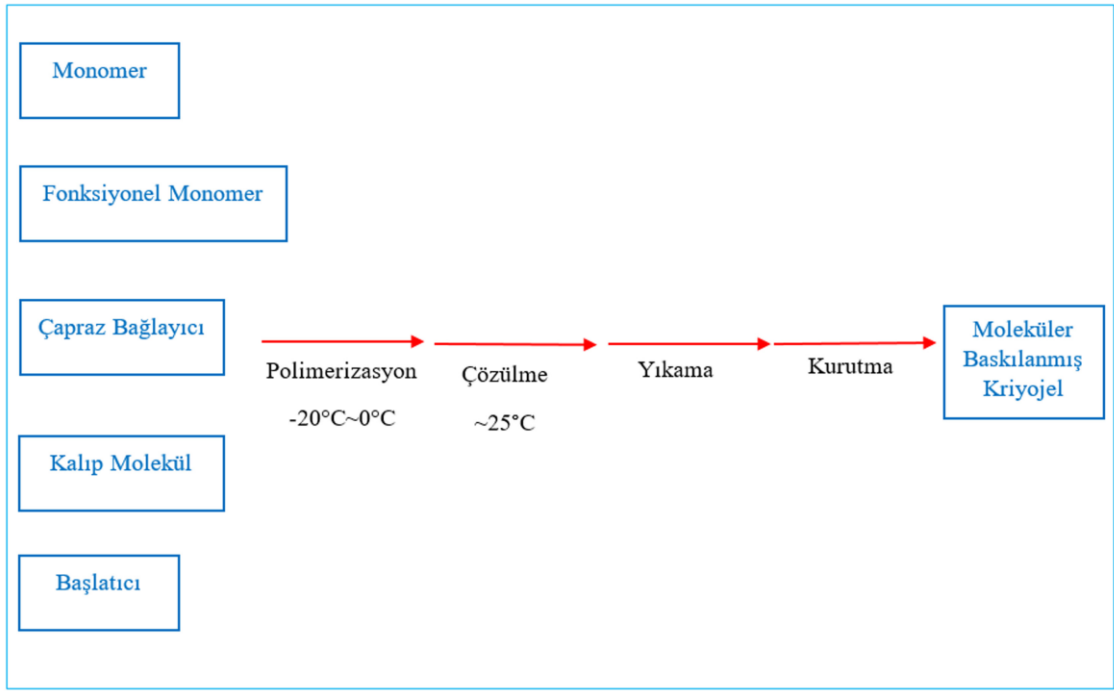 Monomer
Fonksiyonel Monomer
Çapraz Bağlayıcı
Kalıp Molekül
Başlatıcı
Polimerizasyon
-20°C~0°C
Çözülme
~25°C
Yıkama
Kurutma
Moleküler
Baskılanmış
Kriyojel